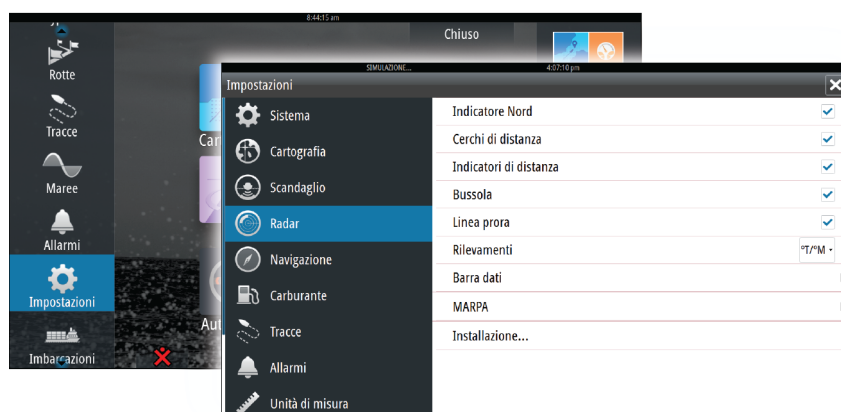 8:44:15 am
Chiuso
Rotte
Tracce
Maree
Allarmi
Impostazioni
Imbarcazioni
SIMULAZIONE...
4:07:10 pm
Impostazioni
Sistema
Cartografia
Scandaglio
Radar
Navigazione
Carburante
Tracce
Allarmi
Unità di misura
Indicatore Nord
Cerchi di distanza
Indicatori di distanza
Bussola
Linea prora
Rilevamenti
°T/°M
Barra dati
MARPA
Installazione...